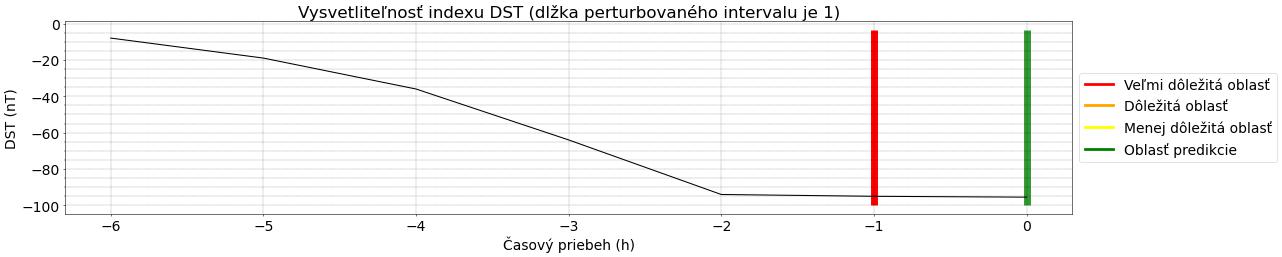 Vysvetliteľnosť indexu DST (dlžka perturbovaného intervalu je 1)
DST (nT)
0
−20
−40
−60
−80
−100
−6
−5
−4
−3
−2
−1
0
Časový priebeh (h)
Veľmi dôležitá oblasť
Dôležitá oblasť
Menej dôležitá oblasť
Oblasť predikcie